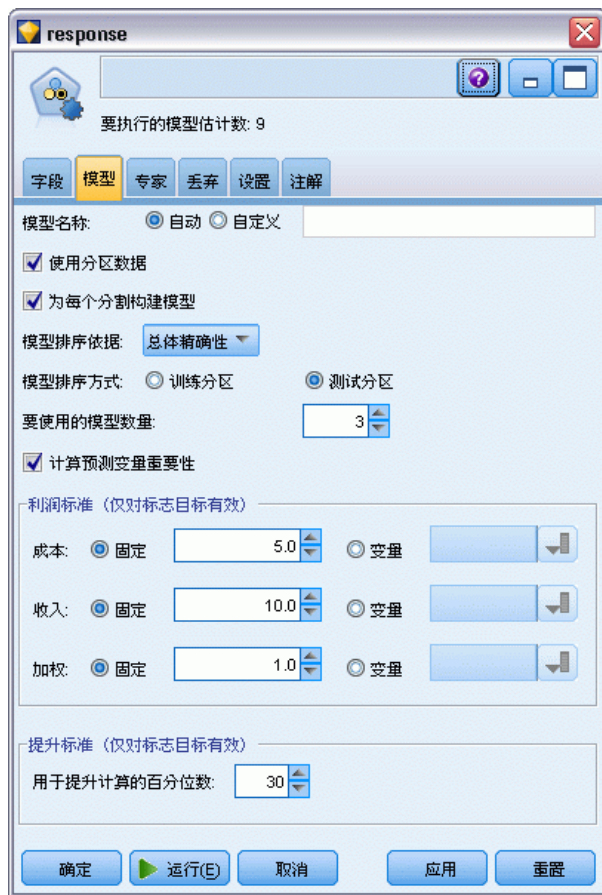 response
要执行的模型估计数: 9
字段 模型 专家 丢弃 设置 注解
模型名称: 自动 自定义
使用分区数据
为每个分割构建模型
模型排序依据: 总体精确性
模型排序方式: 训练分区 测试分区
要使用的模型数量: 3
计算预测变量重要性
利润标准（仅对标志目标有效）
成本: 固定 5.0 变量
收入: 固定 10.0 变量
加权: 固定 1.0 变量
提升标准（仅对标志目标有效）
用于提升计算的百分位数: 30
确定 运行(E) 取消 应用 重置